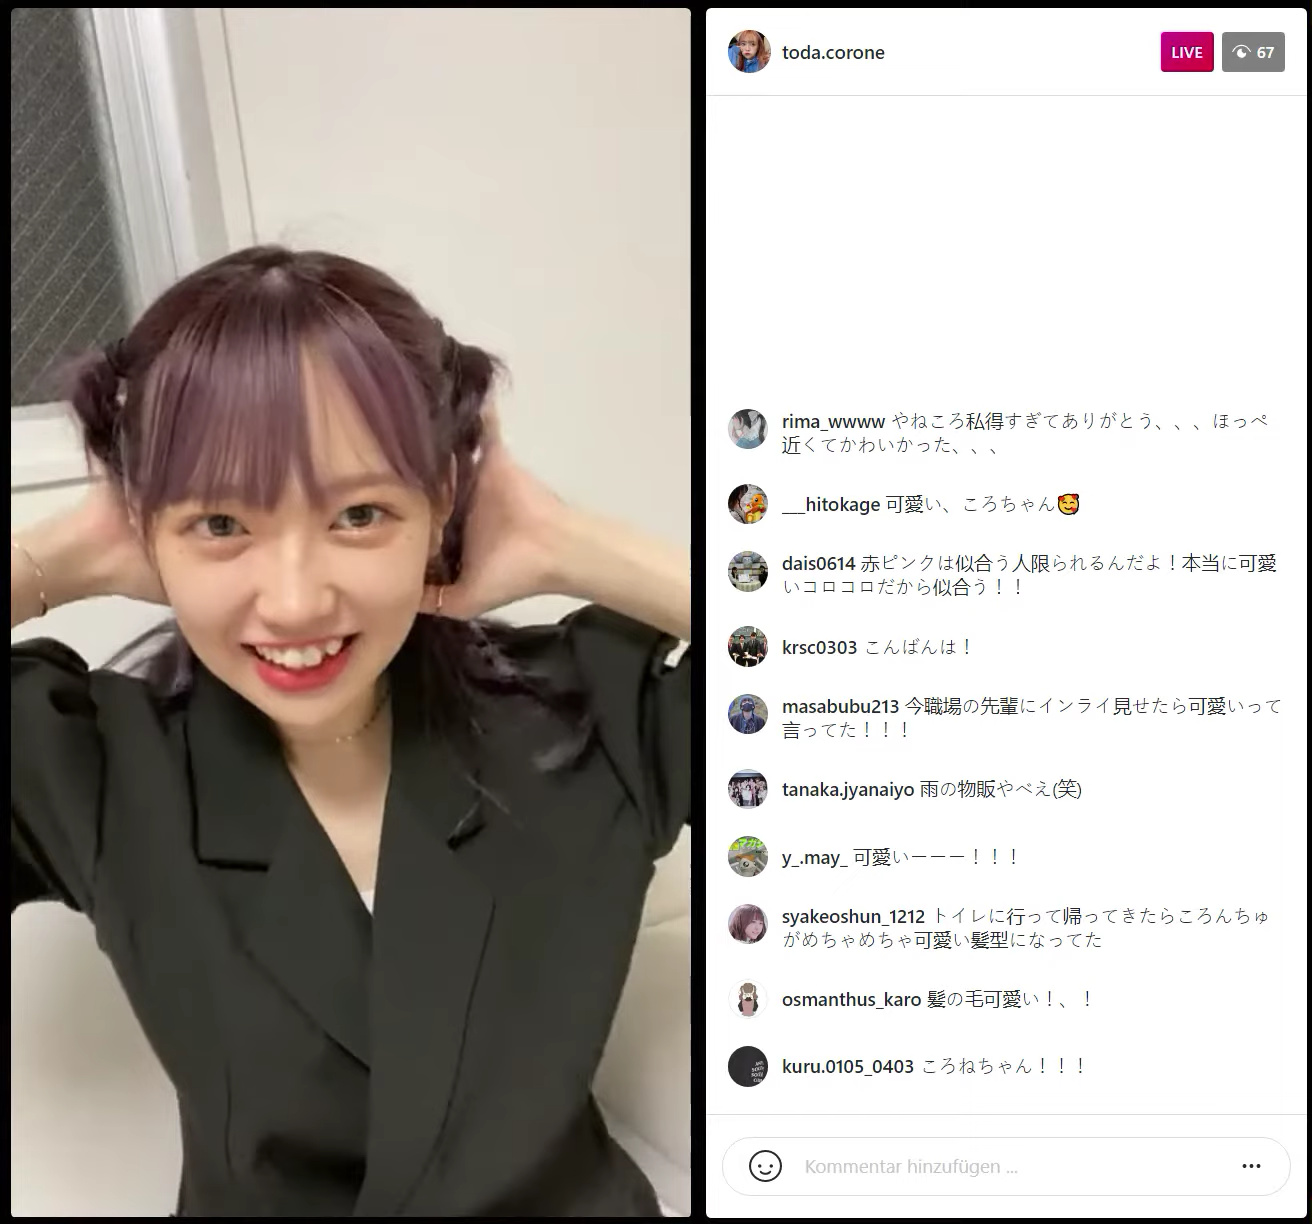 toda.corone
LIVE
67
rima_wwww やねころ私得すぎてありがとう、、、ほっぺ
近くてかわいかった、、、
___hitokage 可愛い、ころちゃん🥰
dais0614 赤ピンクは似合う人限られるんだよ！本当に可愛
いコロコロだから似合う！！
krsc0303 こんばんは！
masabubu213 今職場の先輩にインライ見せたら可愛いって
言ってた！！！
tanaka.jyanaiyo 雨の物販やべえ(笑)
y_.may_ 可愛いーーー！！！
syakeoshun_1212 トイレに行って帰ってきたらころんちゅ
がめちゃめちゃ可愛い髪型になってた
osmanthus_karo 髪の毛可愛い！、！
kuru.0105_0403 ころねちゃん！！！
Kommentar hinzufügen ...